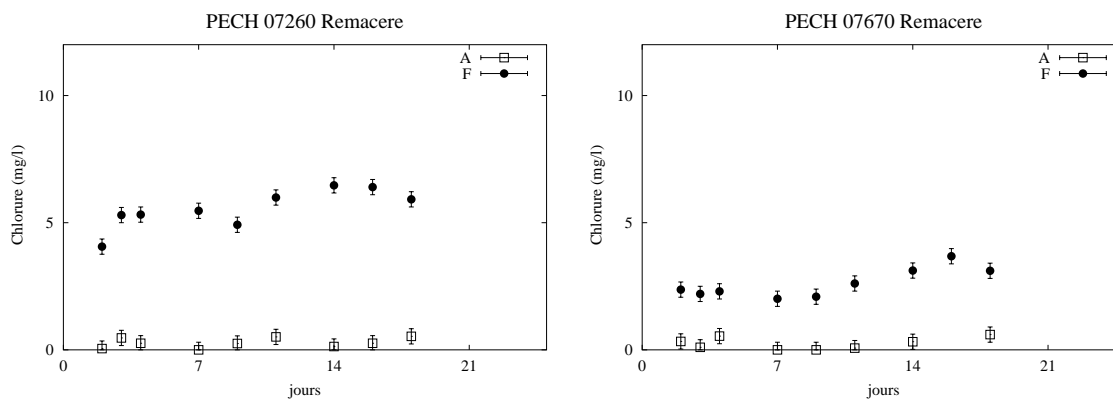 PECH 07260 Remacere
A
F
10
5
0
Chlorure (mg/l)
0 7 14 21
jours
PECH 07670 Remacere
A
F
10
5
0
Chlorure (mg/l)
0 7 14 21
jours